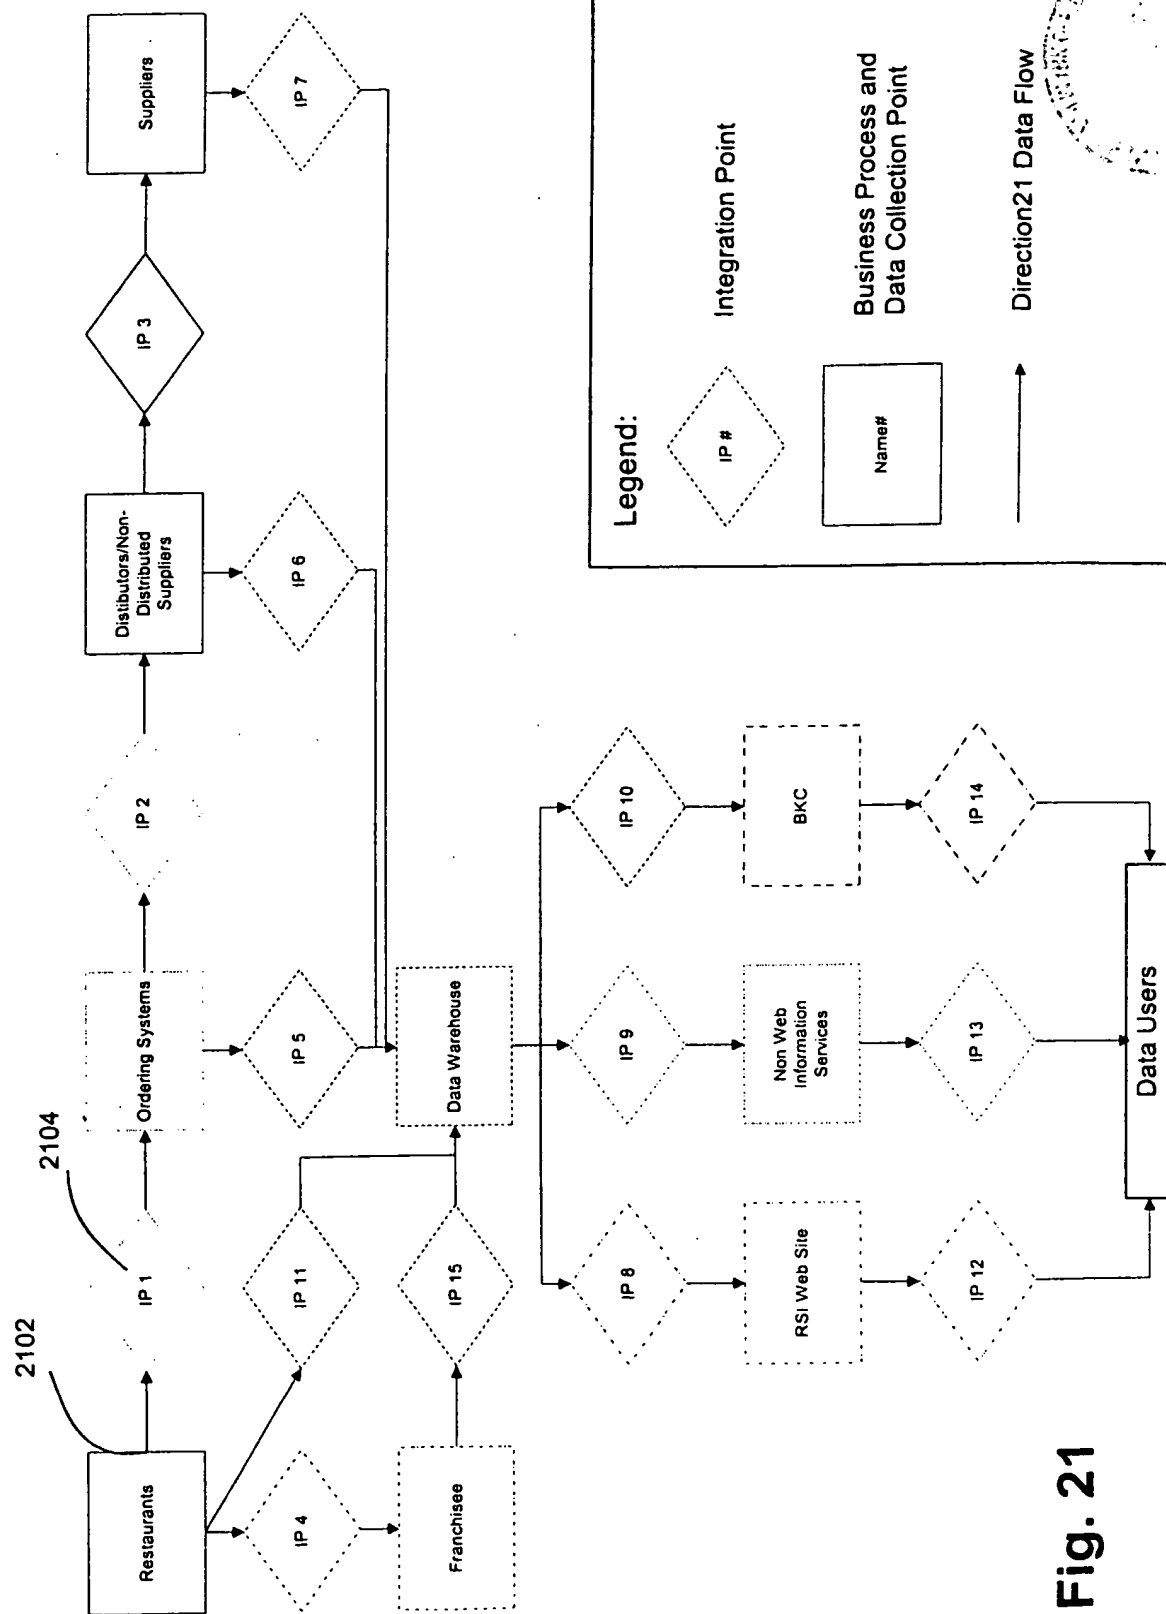 2102
2104
Restaurants
IP 1
Ordering Systems
IP 2
Distibutors/Non-
Distributed
Suppliers
IP 3
Suppliers
IP 4
IP 11
IP 5
IP 6
IP 7
Franchisee
IP 15
Data Warehouse
IP 8
IP 9
IP 10
RSI Web Site
Non Web
Information
Services
BKC
IP 12
IP 13
IP 14
Data Users
Legend:
IP #
Integration Point
Name#
Business Process and
Data Collection Point
Direction21 Data Flow
Fig. 21